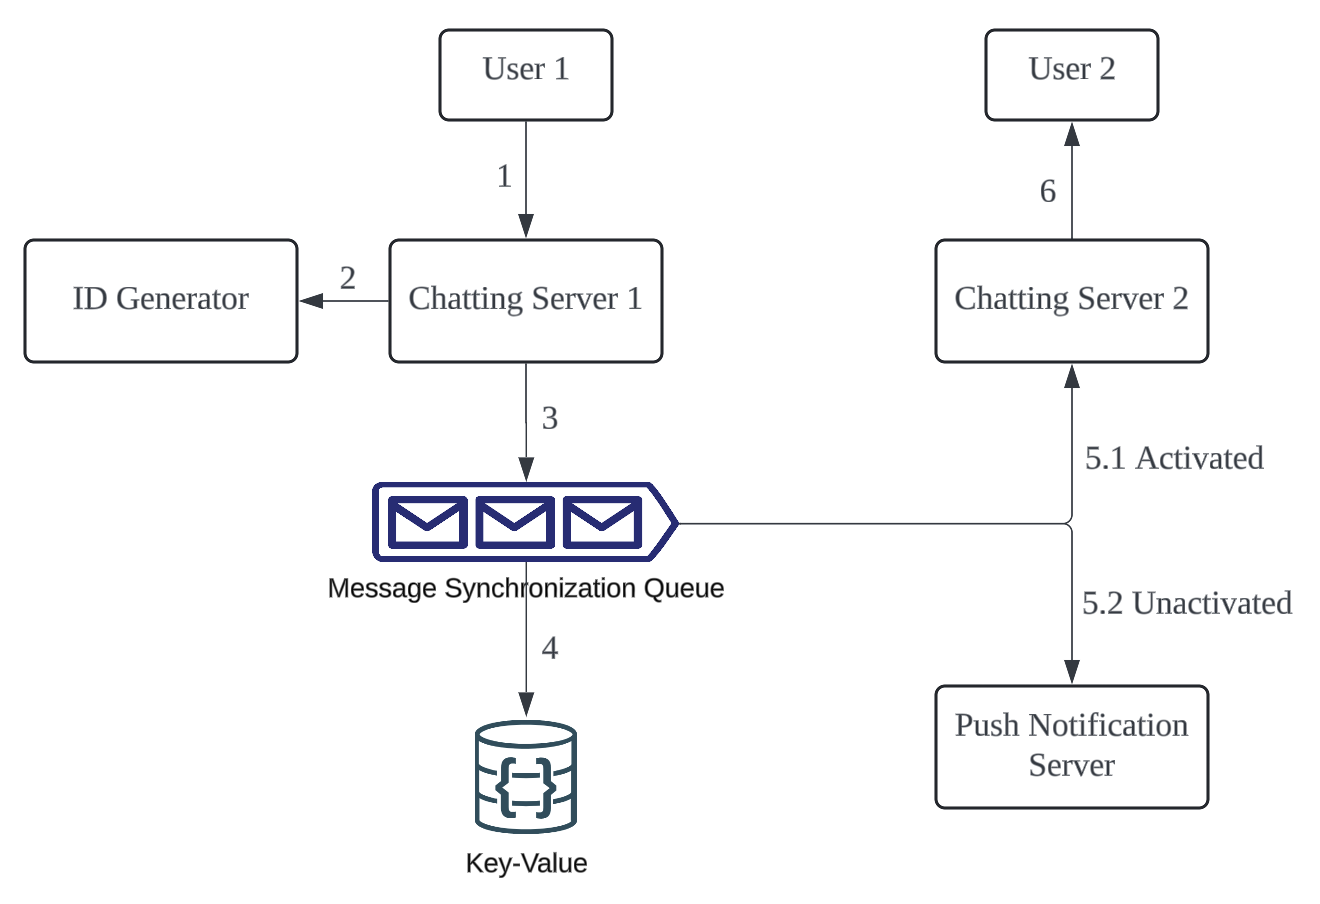 User 1
User 2
1
6
ID Generator
2
Chatting Server 1
Chatting Server 2
3
5.1 Activated
Message Synchronization Queue
5.2 Unactivated
4
Push Notification
Server
Key-Value